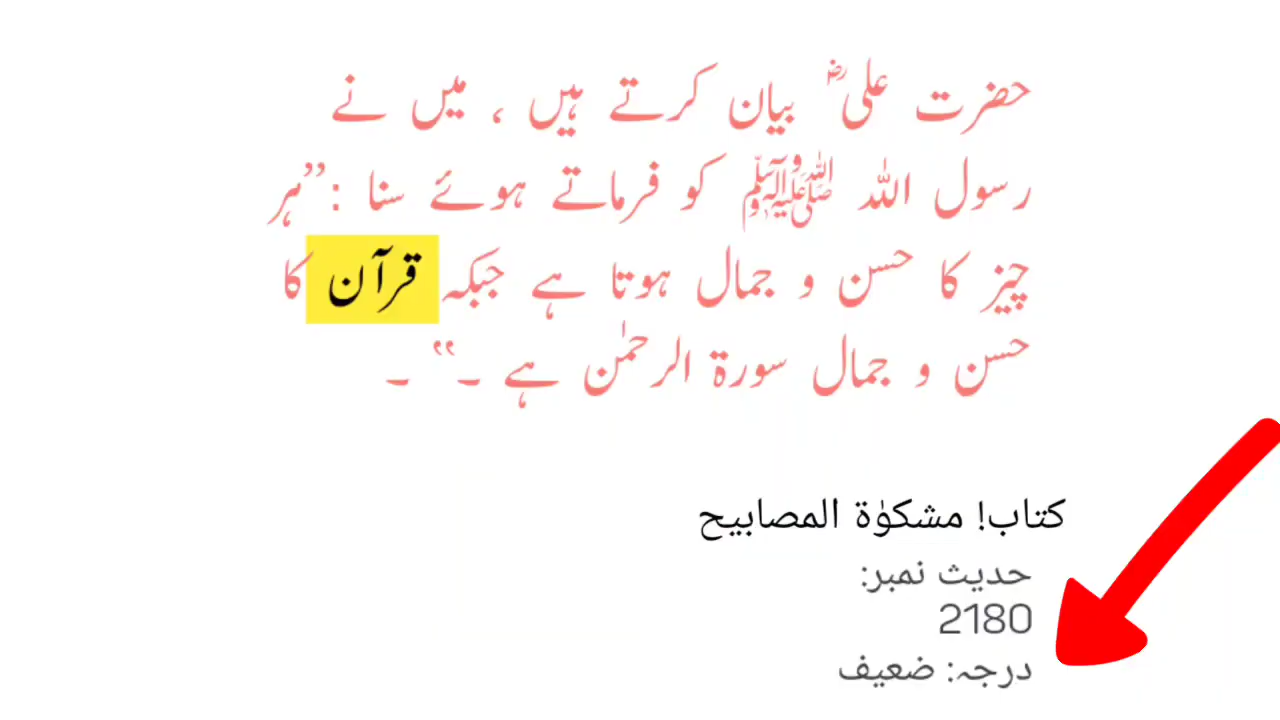 حضرت علی ؓ بیان کرتے ہیں ، میں نے
رسول اللہ ﷺ کو فرماتے ہوئے سنا :’’ہر
چیز کا حسن و جمال ہوتا ہے جبکہ قرآن کا
حسن و جمال سورۃ الرحمٰن ہے ۔‘‘ ۔
کتاب! مشکوٰۃ المصابیح
حدیث نمبر:
2180
درجہ: ضعیف